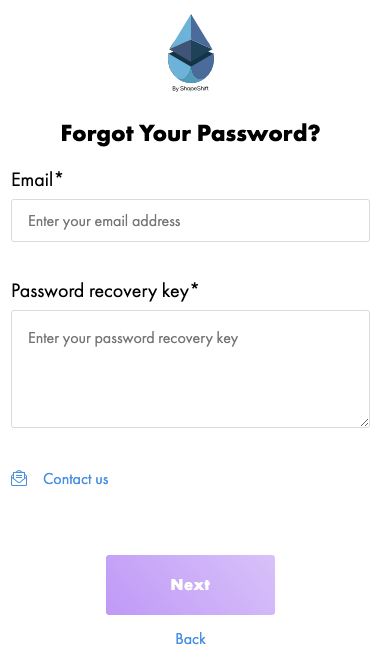 By ShapeShift
Forgot Your Password?
Email*
Enter your email address
Password recovery key*
Enter your password recovery key
Contact us
Next
Back